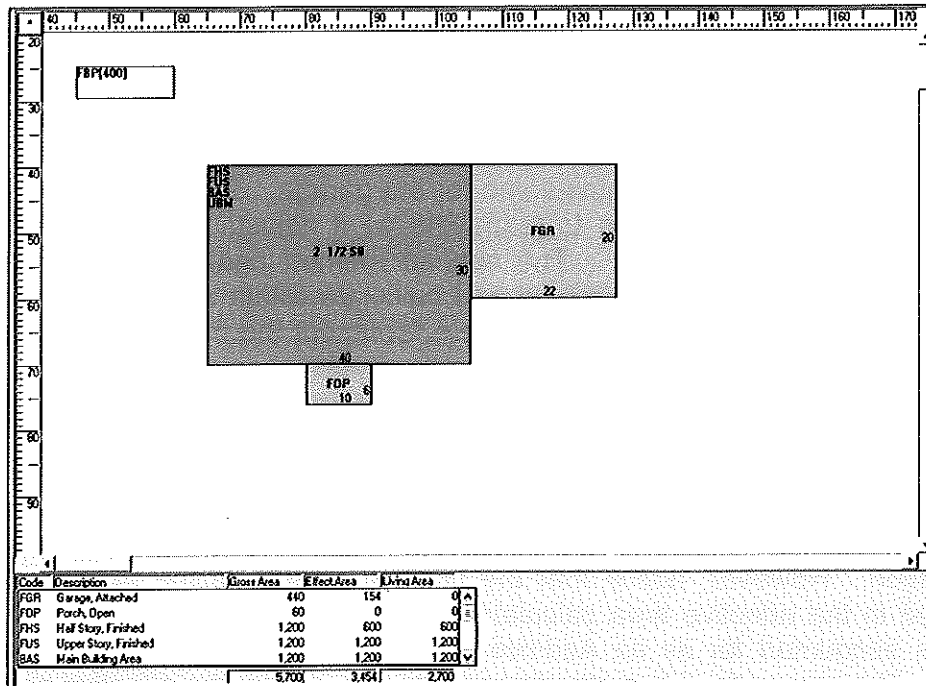 40 |50 |60 |70 |80 |90 |100 |110 |120 |130 |140 |150 |160 |170
20
FBP(400)
30
40
FHS
FUS
BAS
UBM
FGR
20
50
2 1/2
30
60
22
40
70
FOP
6
10
80
90
Code Description Gross Area Effect Area Living Area
FGR Garage, Attached 440 154 0
FOP Porch, Open 60 0 0
FHS Half Story, Finished 1,200 600 600
FUS Upper Story, Finished 1,200 1,200 1,200
BAS Main Building Area 1,200 1,200 1,200
5,700 3,454 2,700